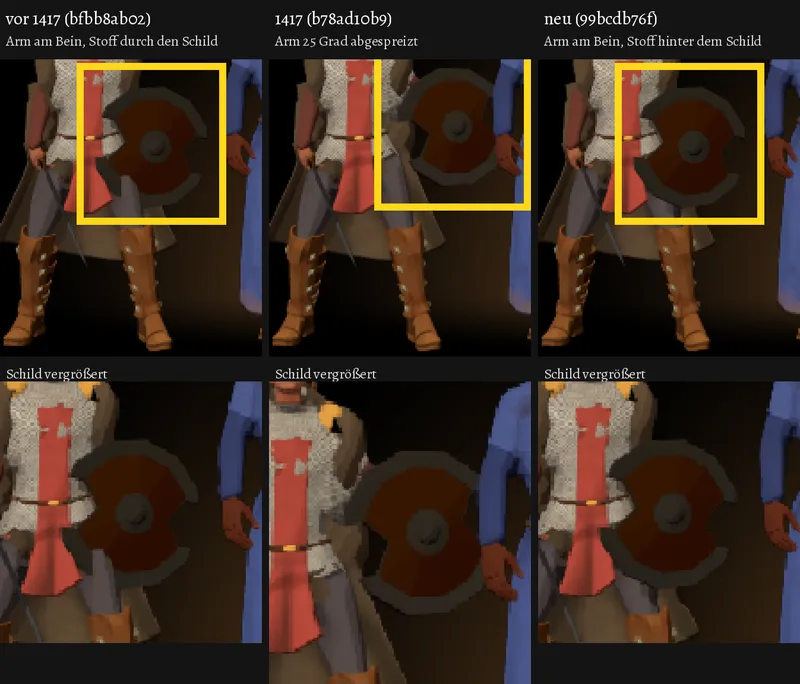 vor 1417 (bfbb8ab02)
Arm am Bein, Stoff durch den Schild
1417 (b78ad10b9)
Arm 25 Grad abgespreizt
neu (99bcdb76f)
Arm am Bein, Stoff hinter dem Schild
Schild vergrößert
Schild vergrößert
Schild vergrößert